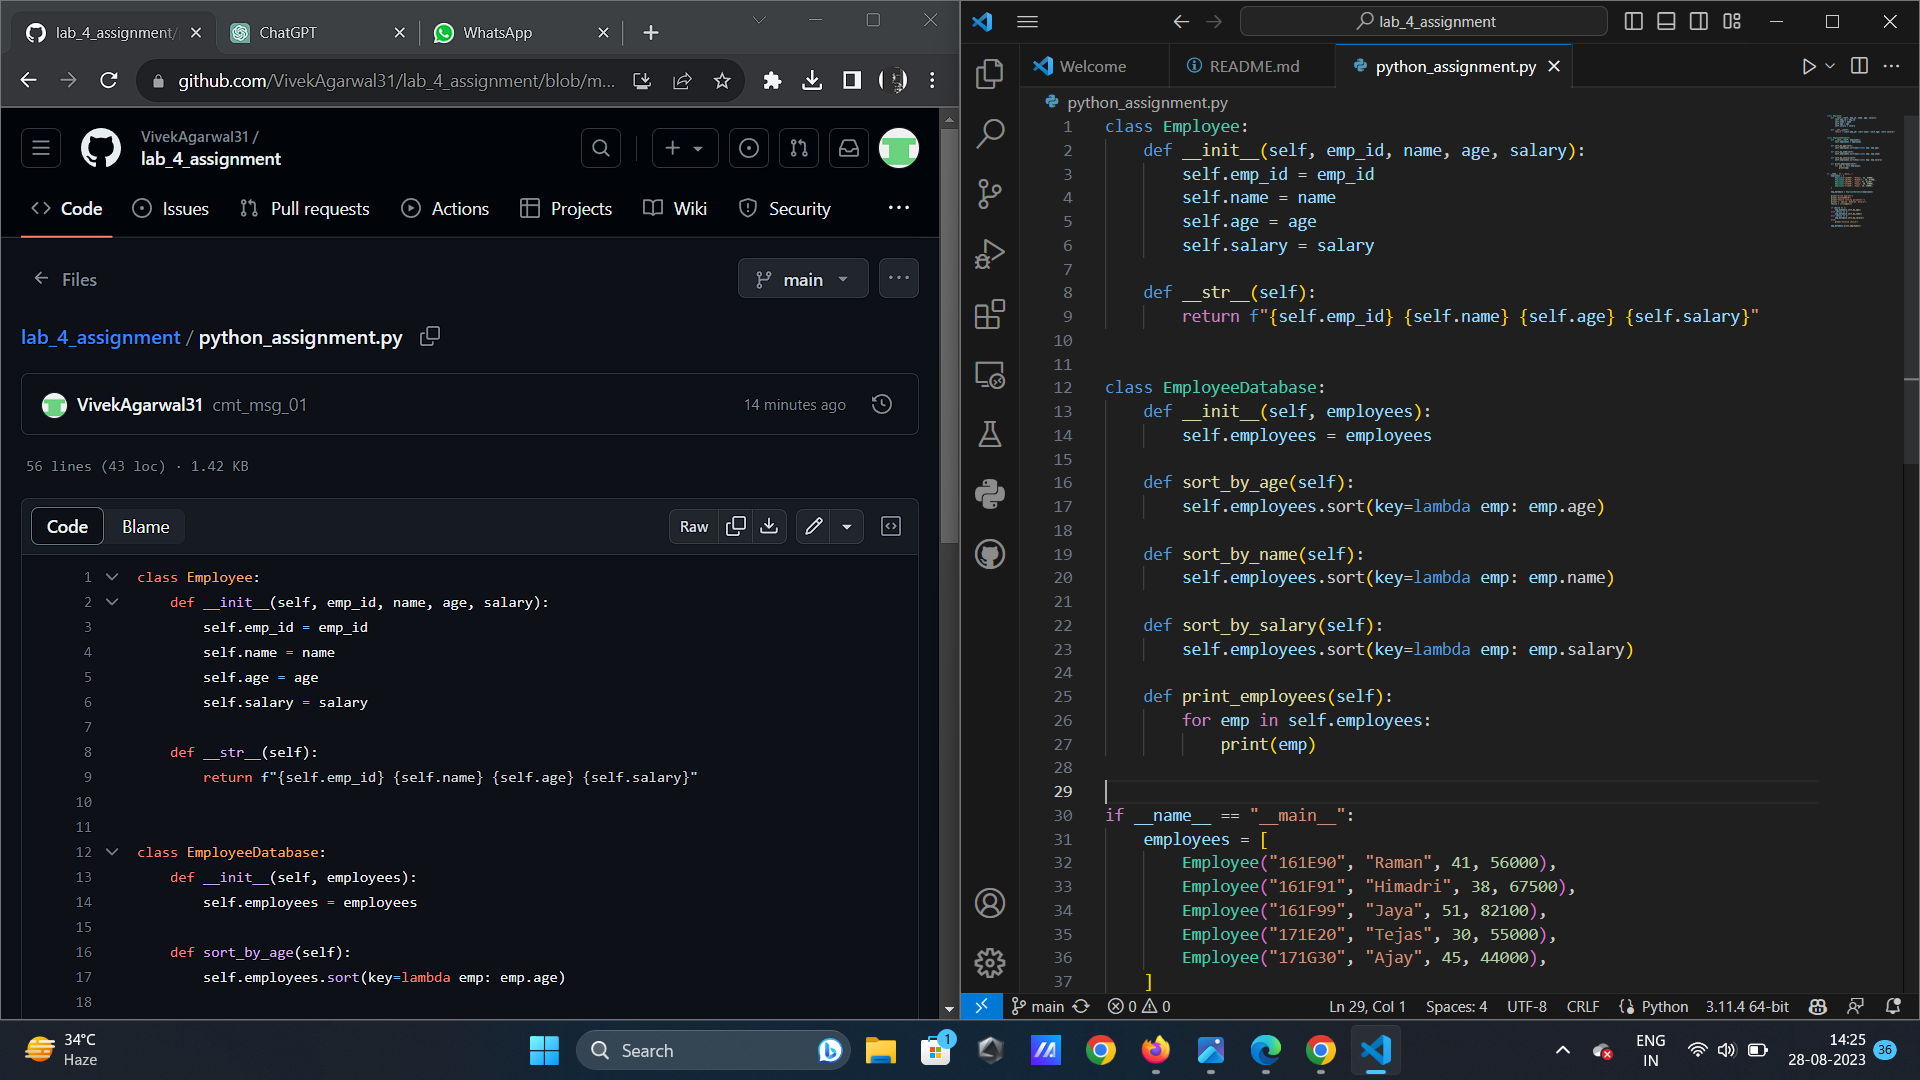 lab_4_assignment/
ChatGPT
WhatsApp
github.com/VivekAgarwal31/lab_4_assignment/blob/m...
VivekAgarwal31 /
lab_4_assignment
Code
Issues
Pull requests
Actions
Projects
Wiki
Security
Files
main
lab_4_assignment / python_assignment.py
VivekAgarwal31 cmt_msg_01
14 minutes ago
56 lines (43 loc) · 1.42 KB
Code
Blame
Raw
1 class Employee:
2 def __init__(self, emp_id, name, age, salary):
3 self.emp_id = emp_id
4 self.name = name
5 self.age = age
6 self.salary = salary
7
8 def __str__(self):
9 return f"{self.emp_id} {self.name} {self.age} {self.salary}"
10
11
12 class EmployeeDatabase:
13 def __init__(self, employees):
14 self.employees = employees
15
16 def sort_by_age(self):
17 self.employees.sort(key=lambda emp: emp.age)
18
lab_4_assignment
Welcome
README.md
python_assignment.py
python_assignment.py
1 class Employee:
2 def __init__(self, emp_id, name, age, salary):
3 self.emp_id = emp_id
4 self.name = name
5 self.age = age
6 self.salary = salary
7
8 def __str__(self):
9 return f"{self.emp_id} {self.name} {self.age} {self.salary}"
10
11
12 class EmployeeDatabase:
13 def __init__(self, employees):
14 self.employees = employees
15
16 def sort_by_age(self):
17 self.employees.sort(key=lambda emp: emp.age)
18
19 def sort_by_name(self):
20 self.employees.sort(key=lambda emp: emp.name)
21
22 def sort_by_salary(self):
23 self.employees.sort(key=lambda emp: emp.salary)
24
25 def print_employees(self):
26 for emp in self.employees:
27 print(emp)
28
29
30 if __name__ == "__main__":
31 employees = [
32 Employee("161E90", "Raman", 41, 56000),
33 Employee("161F91", "Himadri", 38, 67500),
34 Employee("161F99", "Jaya", 51, 82100),
35 Employee("171E20", "Tejas", 30, 55000),
36 Employee("171G30", "Ajay", 45, 44000),
37 ]
main
0
0
Ln 29, Col 1
Spaces: 4
UTF-8
CRLF
Python
3.11.4 64-bit
34°C
Haze
Search
1
ENG
IN
14:25
28-08-2023
36